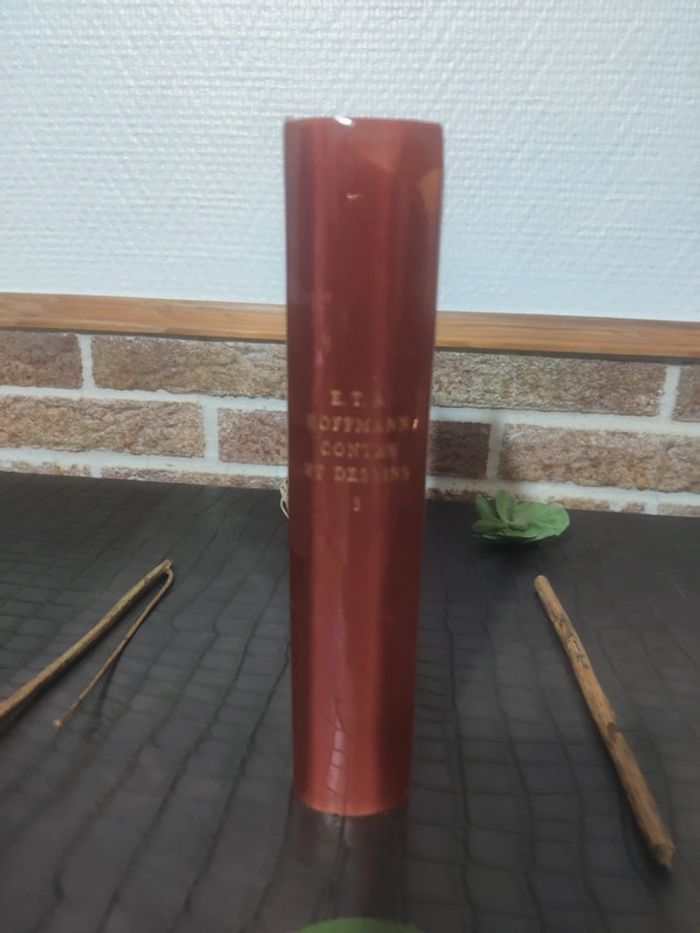 E. T. A.
HOFFMANN
CONTES
ET DESSINS